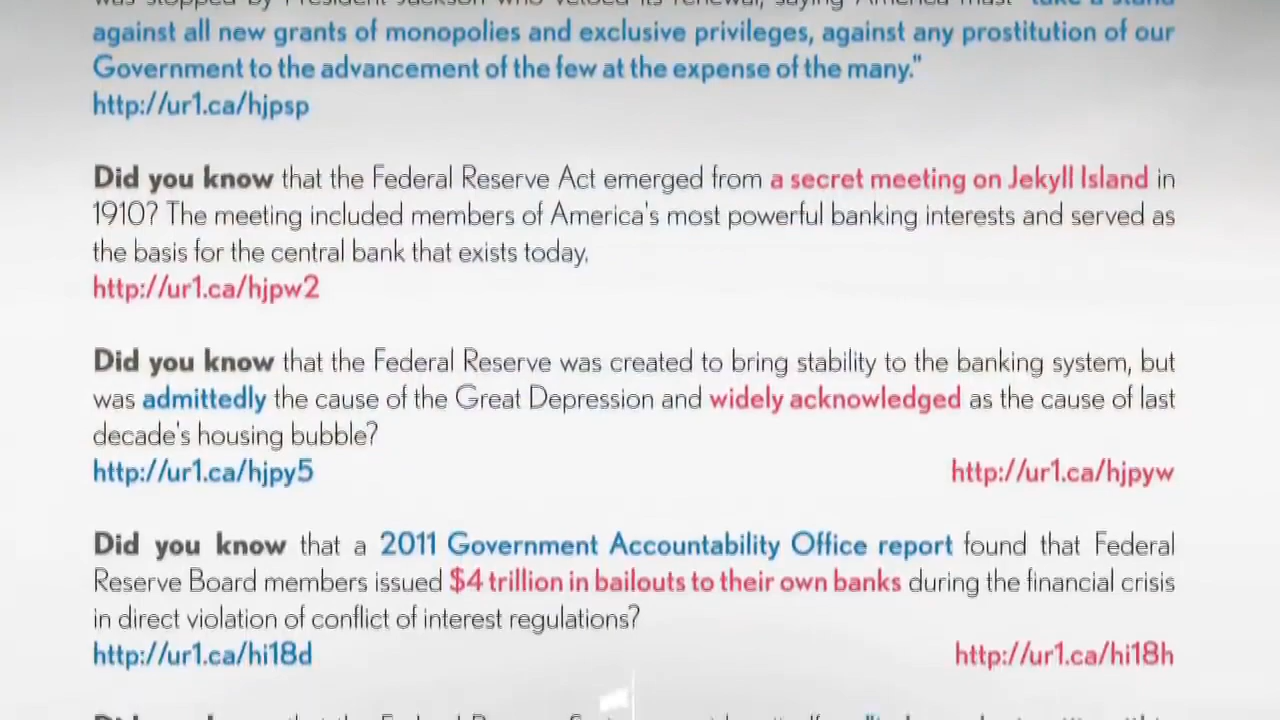 against all new grants of monopolies and exclusive privileges, against any prostitution of our
Government to the advancement of the few at the expense of the many."
http://ur1.ca/hjpsp
Did you know that the Federal Reserve Act emerged from a secret meeting on Jekyll Island in
1910? The meeting included members of America's most powerful banking interests and served as
the basis for the central bank that exists today.
http://ur1.ca/hjpw2
Did you know that the Federal Reserve was created to bring stability to the banking system, but
was admittedly the cause of the Great Depression and widely acknowledged as the cause of last
decade's housing bubble?
http://ur1.ca/hjpy5 http://ur1.ca/hjpyw
Did you know that a 2011 Government Accountability Office report found that Federal
Reserve Board members issued $4 trillion in bailouts to their own banks during the financial crisis
in direct violation of conflict of interest regulations?
http://ur1.ca/hi18d http://ur1.ca/hi18h